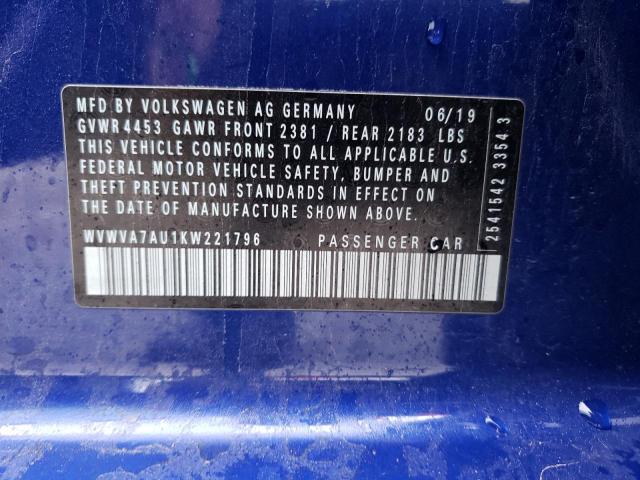 MFD BY VOLKSWAGEN AG GERMANY 06/19
GVWR4453 GAWR FRONT 2381 / REAR 2183 LBS
THIS VEHICLE CONFORMS TO ALL APPLICABLE U.S.
FEDERAL MOTOR VEHICLE SAFETY, BUMPER AND
THEFT PREVENTION STANDARDS IN EFFECT ON
THE DATE OF MANUFACTURE SHOWN ABOVE.
WVWVA7AU1KW221796 PASSENGER CAR
2541542 3354 3